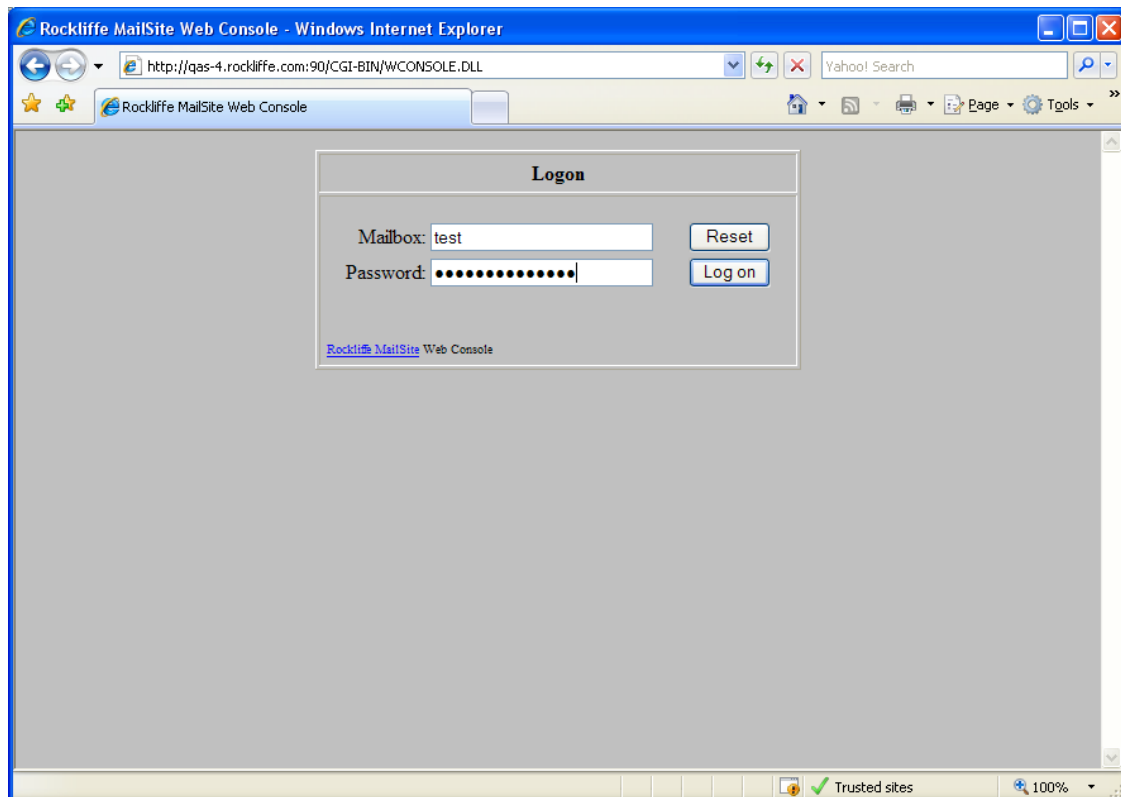 Rockliffe MailSite Web Console - Windows Internet Explorer
http://qas-4.rockliffe.com:90/CGI-BIN/WCONSOLE.DLL
Yahoo! Search
Rockliffe MailSite Web Console
Page
Tools
»
Logon
Mailbox: test
Reset
Password: ••••••••••••••
Log on
Rockliffe MailSite Web Console
Trusted sites
100%